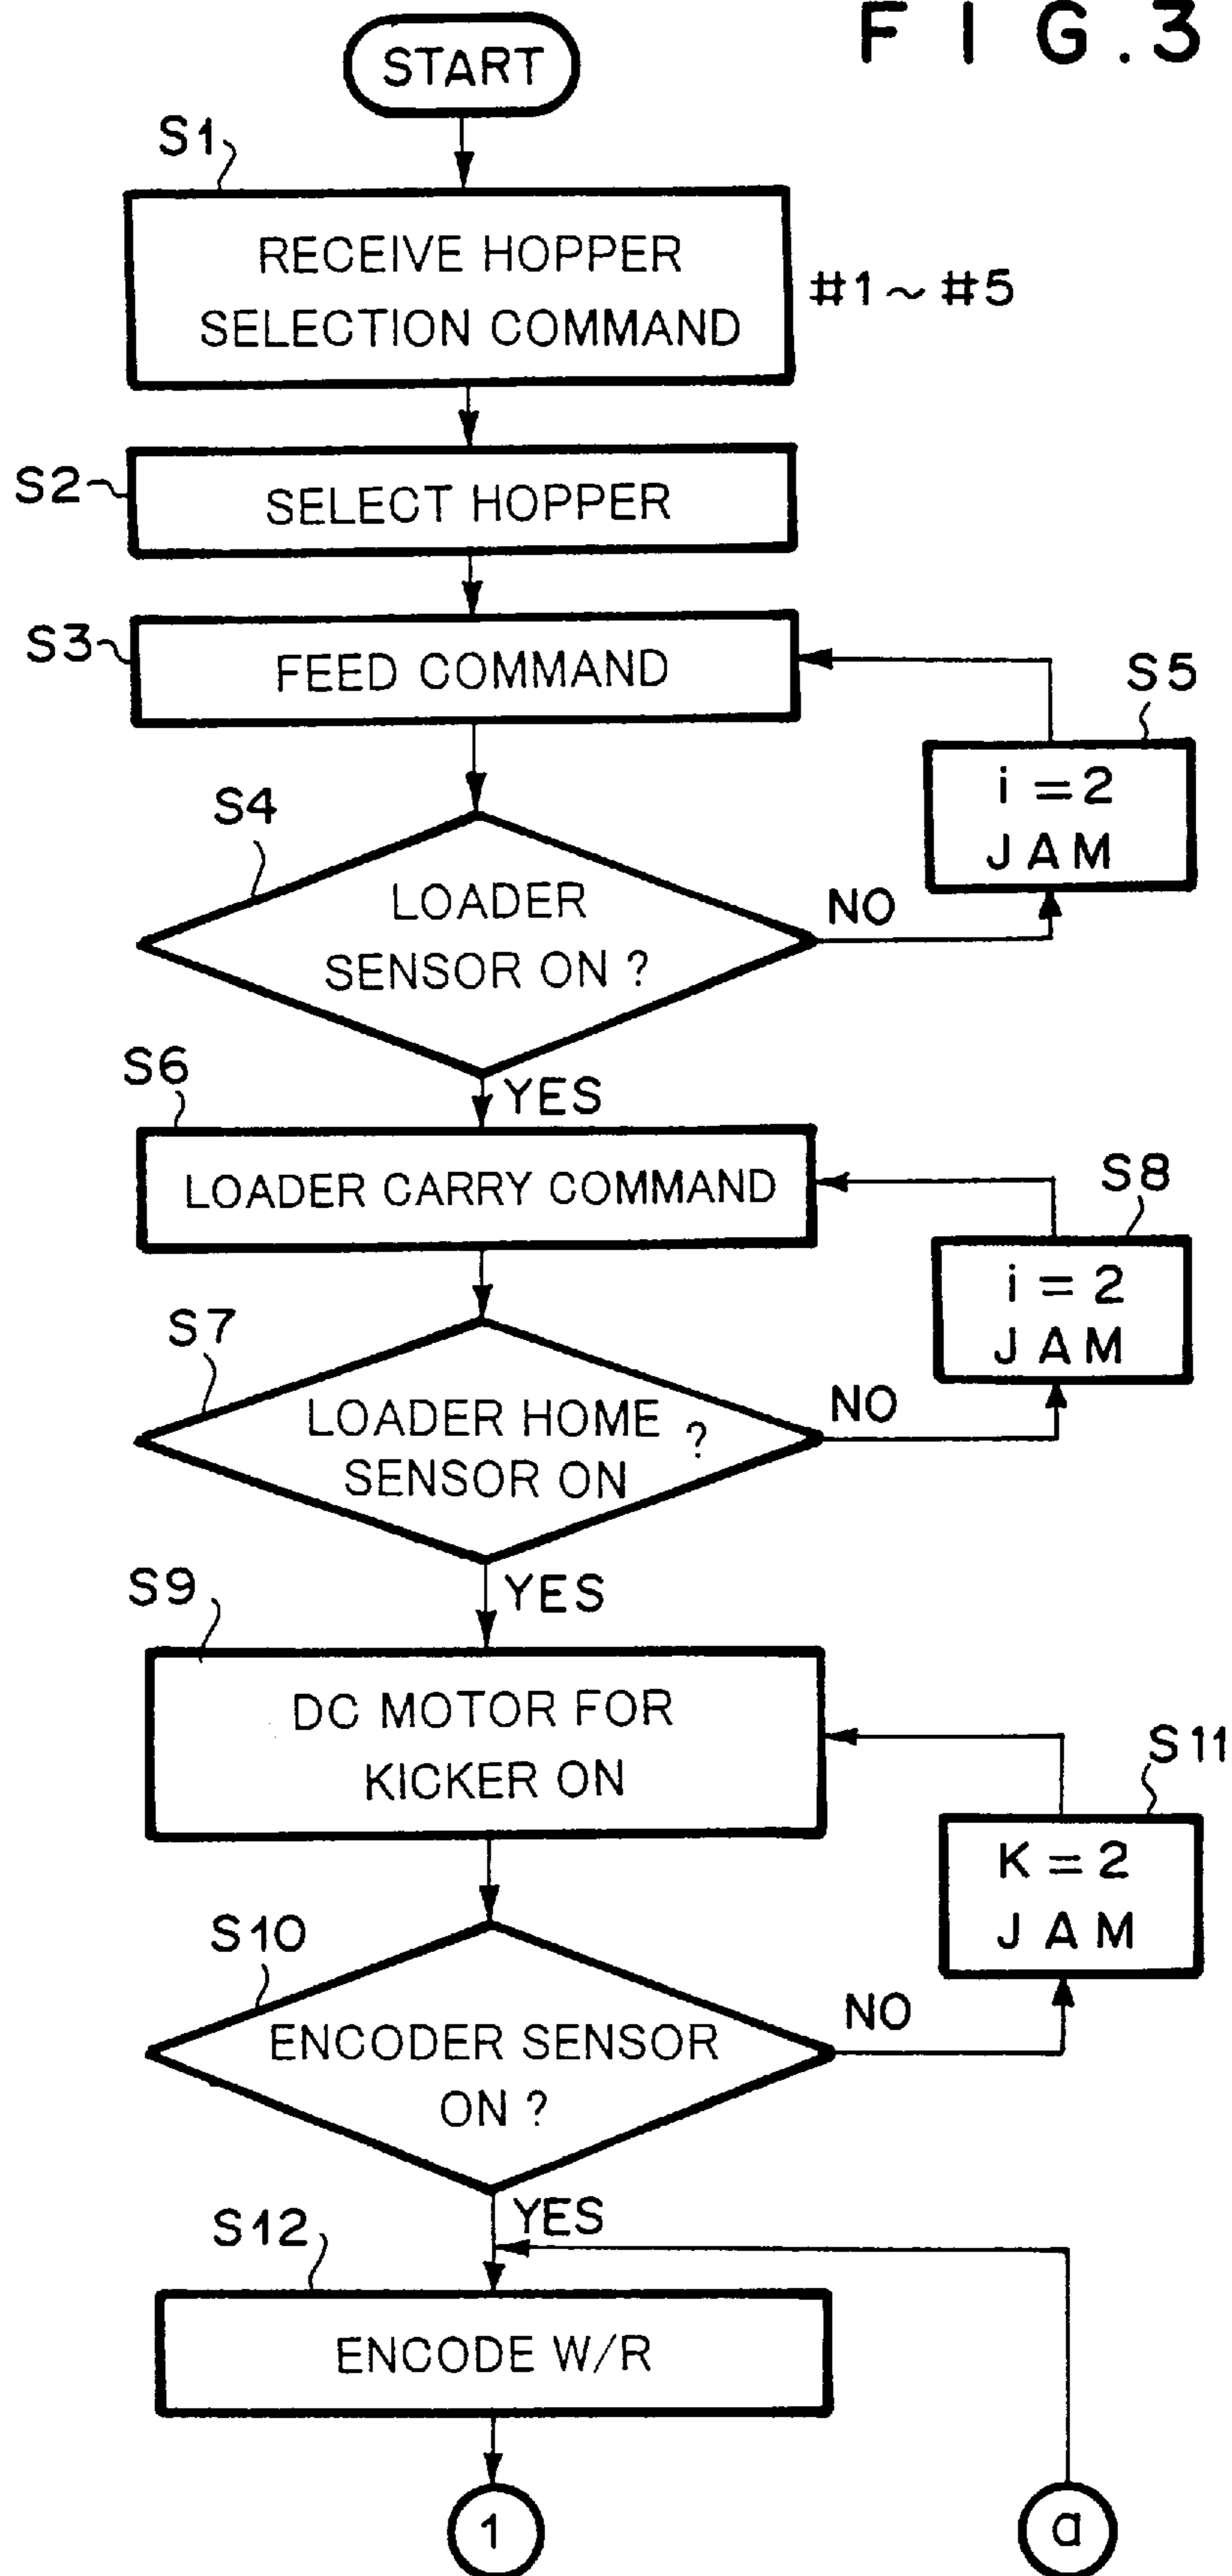 FIG.3
START
S1
RECEIVE HOPPER
SELECTION COMMAND
#1~#5
S2
SELECT HOPPER
S3
FEED COMMAND
S5
i=2
JAM
S4
LOADER
SENSOR ON?
NO
YES
S6
LOADER CARRY COMMAND
S8
i=2
JAM
S7
LOADER HOME
SENSOR ON
?
NO
YES
S9
DC MOTOR FOR
KICKER ON
S11
K=2
JAM
S10
ENCODER SENSOR
ON?
NO
YES
S12
ENCODE W/R
1
a